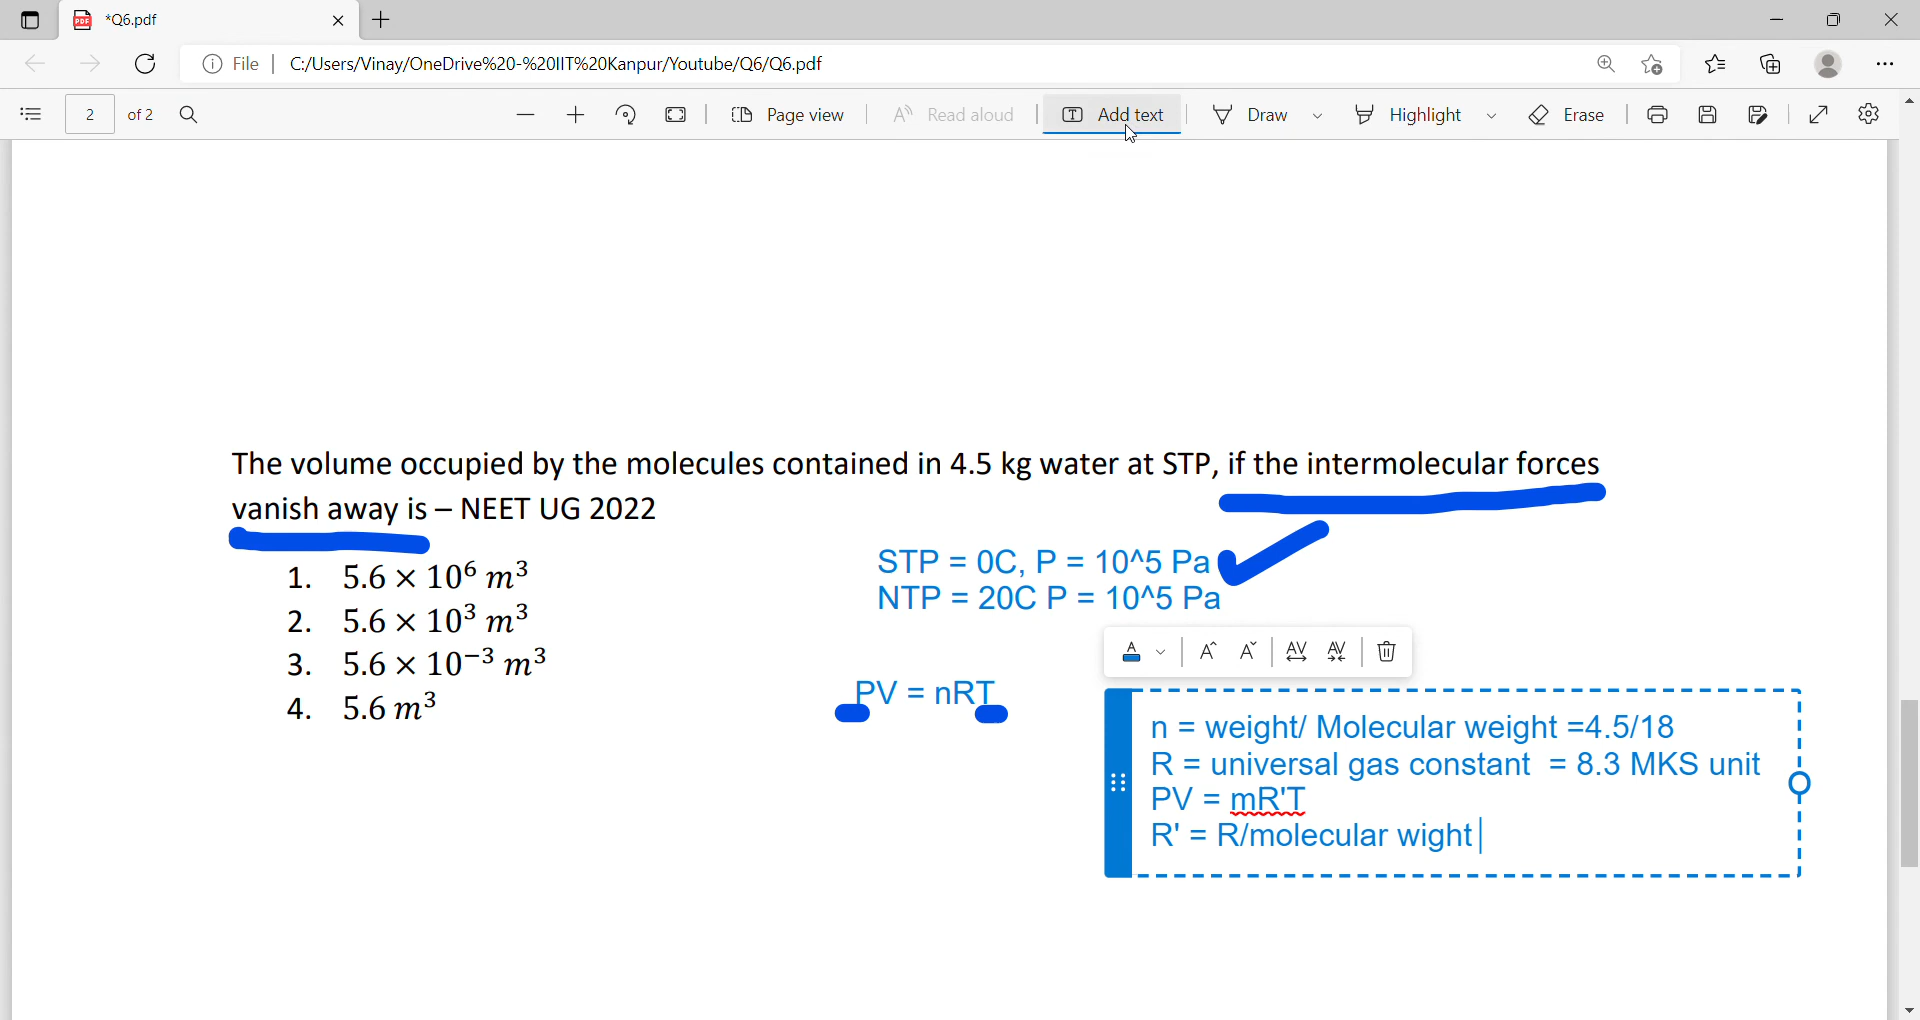 *Q6.pdf
File | C:/Users/Vinay/OneDrive%20-%20IIT%20Kanpur/Youtube/Q6/Q6.pdf
2 of 2 Page view Read aloud Add text Draw Highlight Erase
The volume occupied by the molecules contained in 4.5 kg water at STP, if the intermolecular forces
vanish away is – NEET UG 2022
1. 5.6 × 10⁶ m³
2. 5.6 × 10³ m³
3. 5.6 × 10⁻³ m³
4. 5.6 m³
STP = 0C, P = 10^5 Pa
NTP = 20C P = 10^5 Pa
PV = nRT
n = weight/ Molecular weight =4.5/18
R = universal gas constant = 8.3 MKS unit
PV = mR'T
R' = R/molecular wight